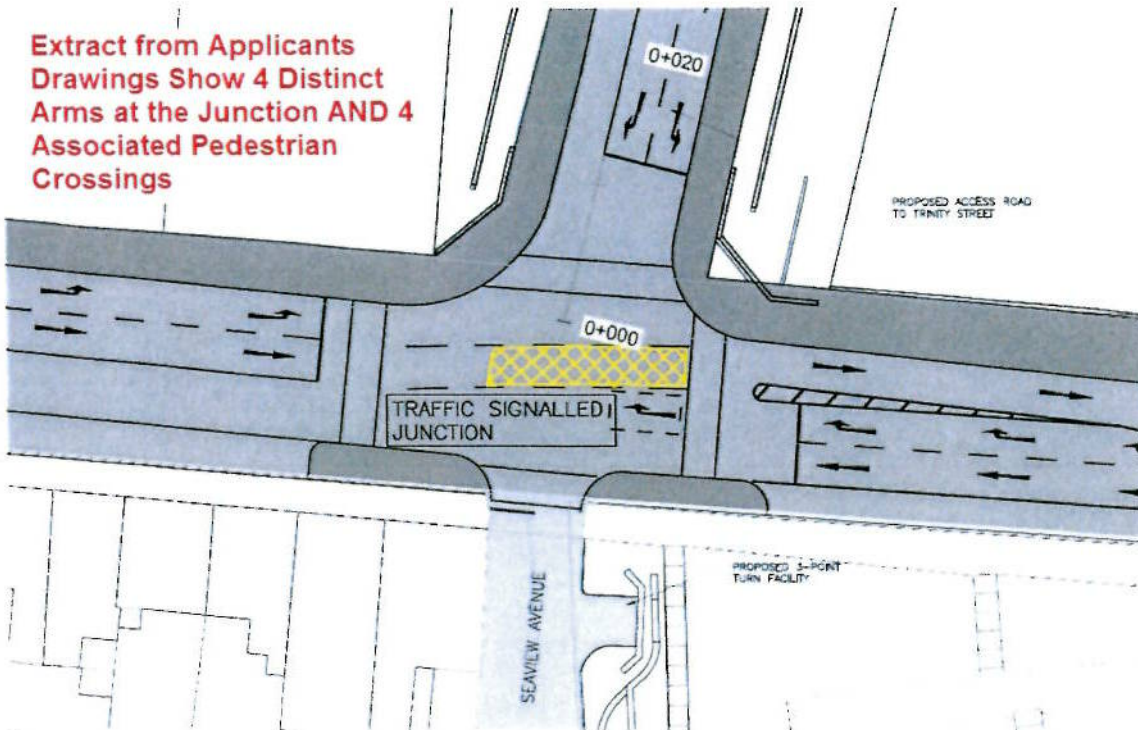 Extract from Applicants
Drawings Show 4 Distinct
Arms at the Junction AND 4
Associated Pedestrian
Crossings
0+020
PROPOSED ACCESS ROAD
TO TRINITY STREET
0+000
TRAFFIC SIGNALLED
JUNCTION
PROPOSED 3-POINT
TURN FACILITY
SEAVIEW AVENUE